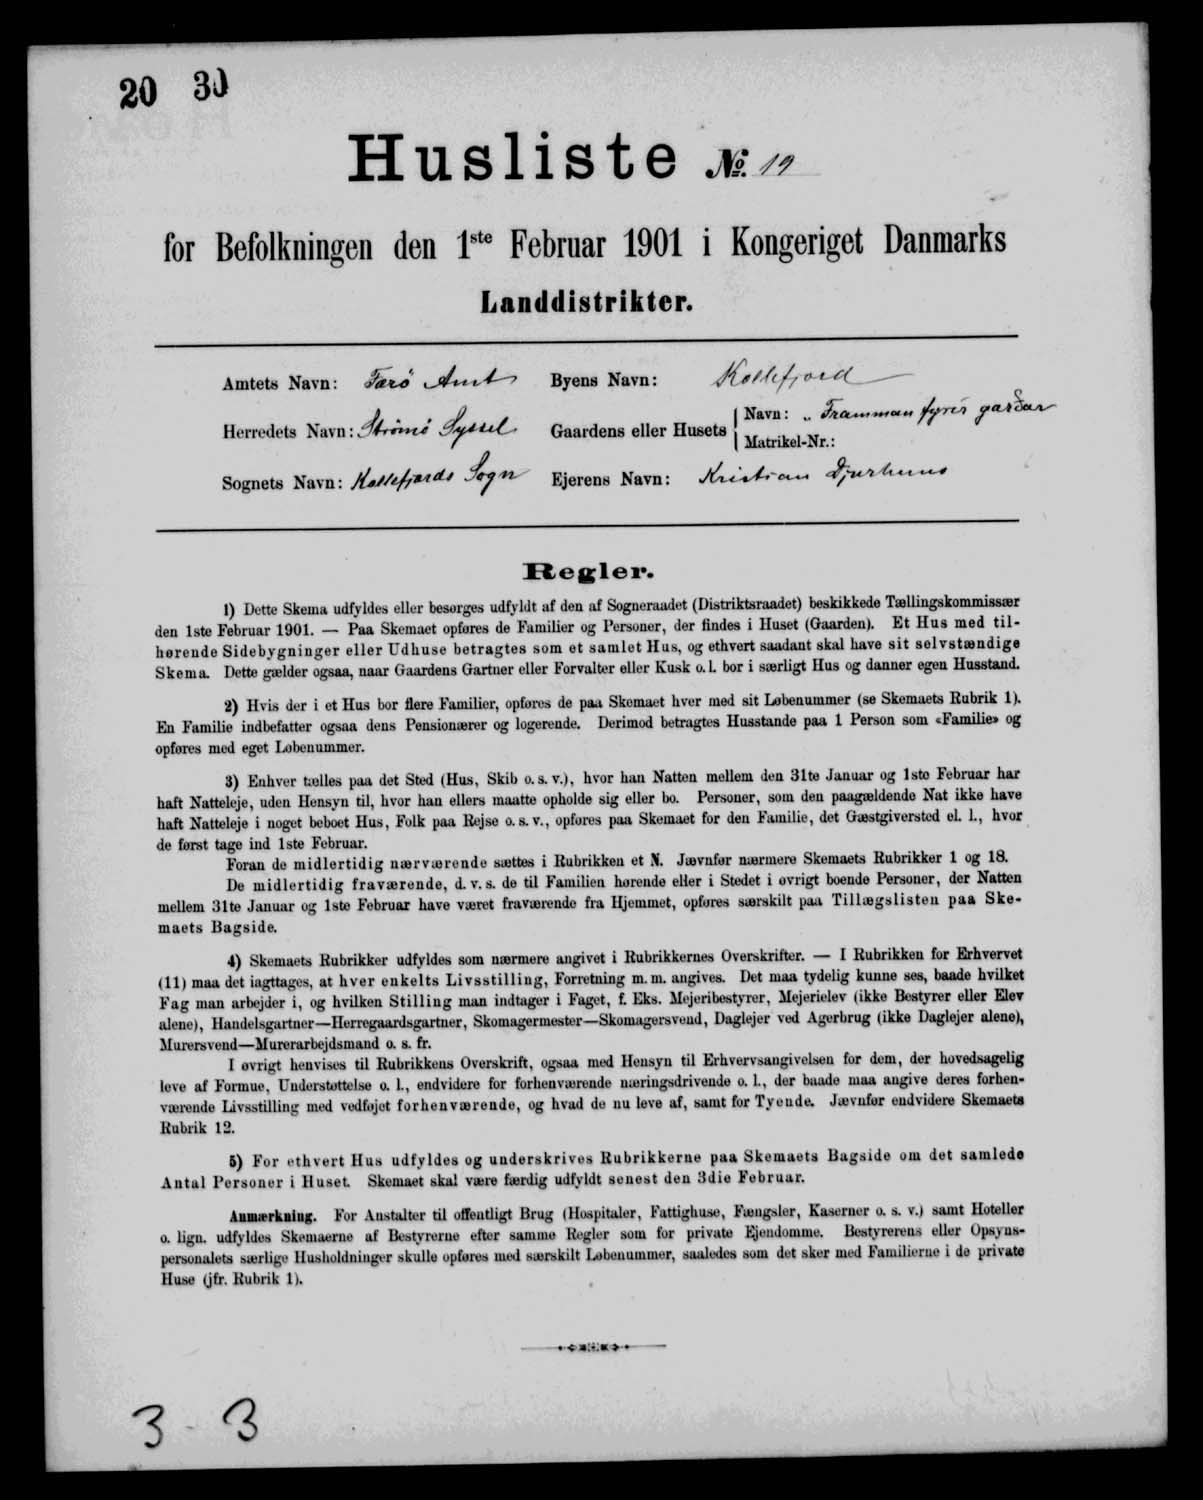 20 30
Husliste No. 19
for Befolkningen den 1ste Februar 1901 i Kongeriget Danmarks
Landdistrikter.
Amtets Navn: Færö Amt Byens Navn: Kollefjord
Herredets Navn: Strömö Syssel Gaardens eller Husets Navn: „ Framman fyrir garðar
Matrikel-Nr.:
Sognets Navn: Kollefjords Sogn Ejerens Navn: Kristian Djurhuus
Regler.
1) Dette Skema udfyldes eller besørges udfyldt af den af Sogneraadet (Distriktsraadet) beskikkede Tællingskommissær
den 1ste Februar 1901. — Paa Skemaet opføres de Familier og Personer, der findes i Huset (Gaarden). Et Hus med til-
hørende Sidebygninger eller Udhuse betragtes som et samlet Hus, og ethvert saadant skal have sit selvstændige
Skema. Dette gælder ogsaa, naar Gaardens Gartner eller Forvalter eller Kusk o. l. bor i særligt Hus og danner egen Husstand.
2) Hvis der i et Hus bor flere Familier, opføres de paa Skemaet hver med sit Løbenummer (se Skemaets Rubrik 1).
En Familie indbefatter ogsaa dens Pensionærer og logerende. Derimod betragtes Husstande paa 1 Person som «Familie» og
opføres med eget Løbenummer.
3) Enhver tælles paa det Sted (Hus, Skib o. s. v.), hvor han Natten mellem den 31te Januar og 1ste Februar har
haft Natteleje, uden Hensyn til, hvor han ellers maatte opholde sig eller bo. Personer, som den paagældende Nat ikke have
haft Natteleje i noget beboet Hus, Folk paa Rejse o. s. v., opføres paa Skemaet for den Familie, det Gæstgiversted el. l., hvor
de først tage ind 1ste Februar.
Foran de midlertidig nærværende sættes i Rubrikken et N. Jævnfør nærmere Skemaets Rubrikker 1 og 18.
De midlertidig fraværende, d. v. s. de til Familien hørende eller i Stedet i øvrigt boende Personer, der Natten
mellem 31te Januar og 1ste Februar have været fraværende fra Hjemmet, opføres særskilt paa Tillægslisten paa Ske-
maets Bagside.
4) Skemaets Rubrikker udfyldes som nærmere angivet i Rubrikkernes Overskrifter. — I Rubrikken for Erhvervet
(11) maa det iagttages, at hver enkelts Livsstilling, Forretning m. m. angives. Det maa tydelig kunne ses, baade hvilket
Fag man arbejder i, og hvilken Stilling man indtager i Faget, f. Eks. Mejeribestyrer, Mejerielev (ikke Bestyrer eller Elev
alene), Handelsgartner—Herregaardsgartner, Skomagermester—Skomagersvend, Daglejer ved Agerbrug (ikke Daglejer alene),
Murersvend—Murerarbejdsmand o. s. fr.
I øvrigt henvises til Rubrikkens Overskrift, ogsaa med Hensyn til Erhvervsangivelsen for dem, der hovedsagelig
leve af Formue, Understøttelse o. l., endvidere for forhenværende næringsdrivende o. l., der baade maa angive deres forhen-
værende Livsstilling med vedføjet forhenværende, og hvad de nu leve af, samt for Tyende. Jævnfør endvidere Skemaets
Rubrik 12.
5) For ethvert Hus udfyldes og underskrives Rubrikkerne paa Skemaets Bagside om det samlede
Antal Personer i Huset. Skemaet skal være færdig udfyldt senest den 3die Februar.
Anmærkning. For Anstalter til offentligt Brug (Hospitaler, Fattighuse, Fængsler, Kaserner o. s. v.) samt Hoteller
o. lign. udfyldes Skemaerne af Bestyrerne efter samme Regler som for private Ejendomme. Bestyrerens eller Opsyns-
personalets særlige Husholdninger skulle opføres med særskilt Løbenummer, saaledes som det sker med Familierne i de private
Huse (jfr. Rubrik 1).
3 - 3